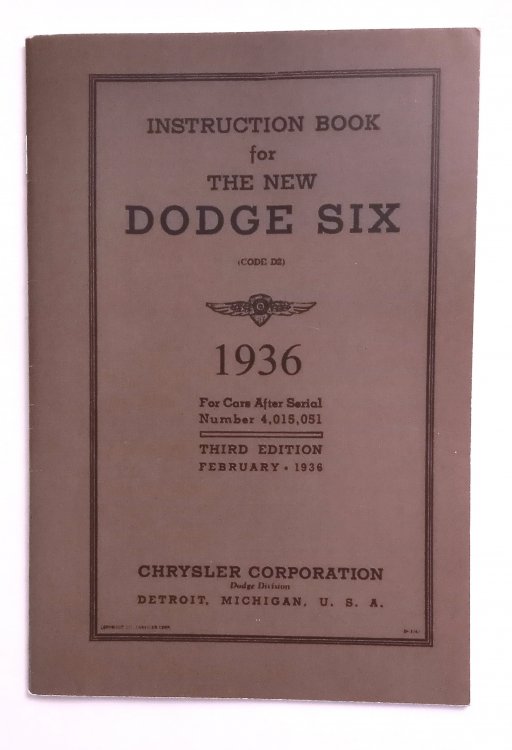 INSTRUCTION BOOK
for
THE NEW
DODGE SIX
(CODE D2)
1936
For Cars After Serial
Number 4,015,051
THIRD EDITION
FEBRUARY • 1936
CHRYSLER CORPORATION
Dodge Division
DETROIT, MICHIGAN, U. S. A.